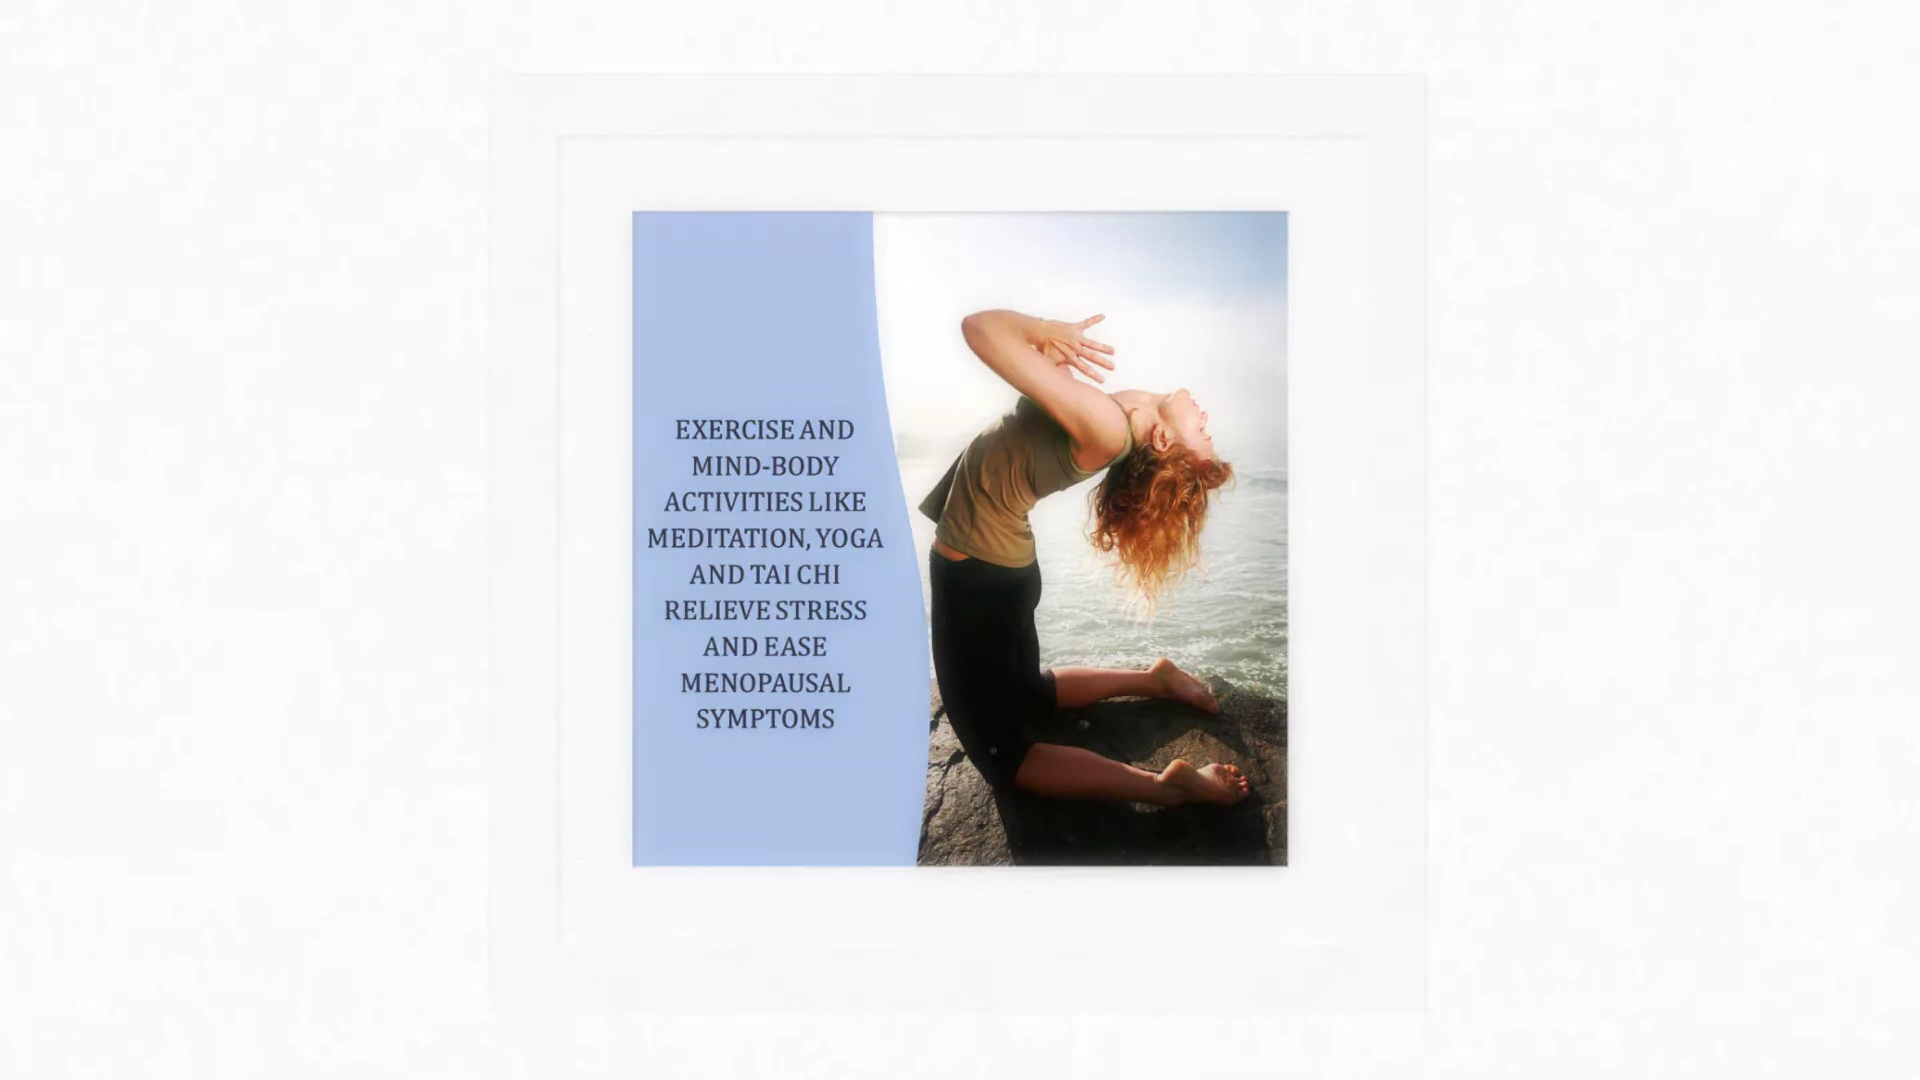 EXERCISE AND
MIND-BODY
ACTIVITIES LIKE
MEDITATION, YOGA
AND TAI CHI
RELIEVE STRESS
AND EASE
MENOPAUSAL
SYMPTOMS